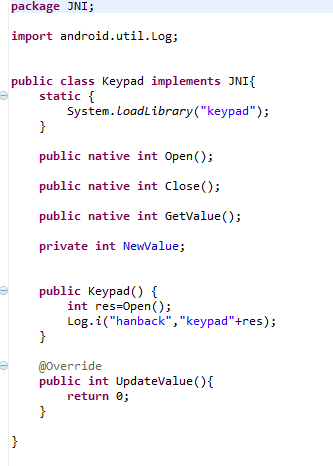 package JNI;
import android.util.Log;
public class Keypad implements JNI{
static {
System.loadLibrary("keypad");
}
public native int Open();
public native int Close();
public native int GetValue();
private int NewValue;
public Keypad() {
int res=Open();
Log.i("hanback","keypad"+res);
}
@Override
public int UpdateValue(){
return 0;
}
}